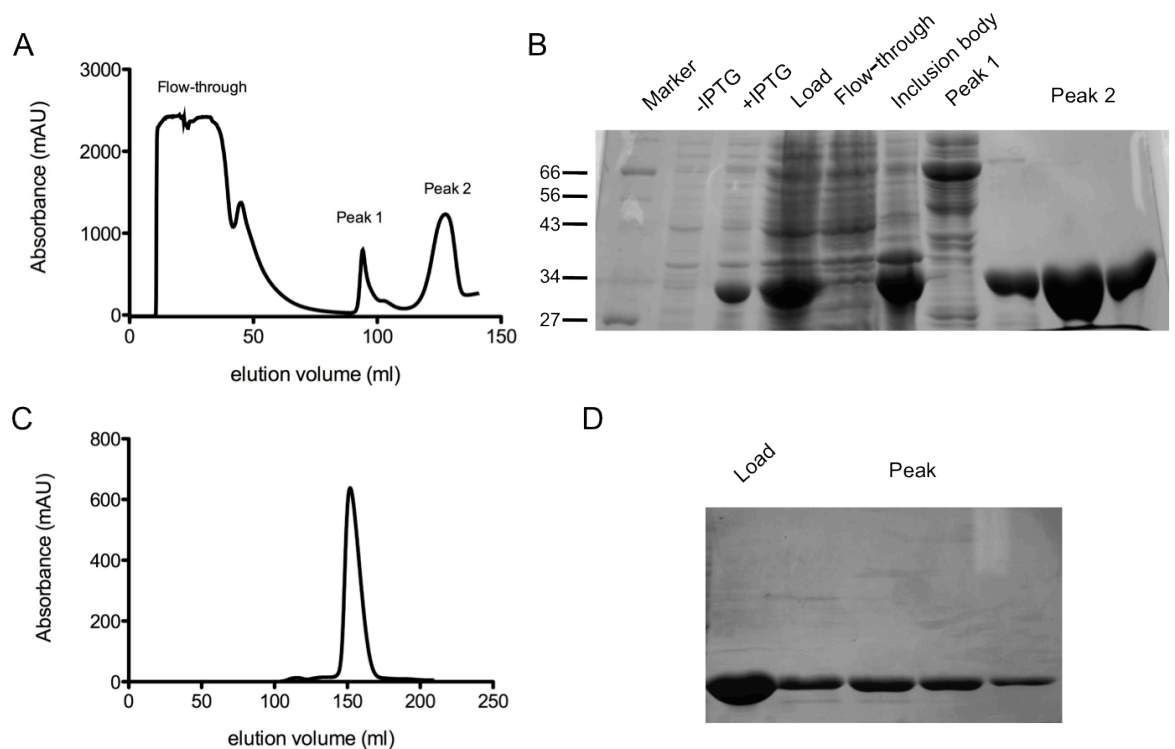 A
3000
2000
1000
0
Absorbance (mAU)
Flow-through
Peak 1
Peak 2
0
50
100
150
elution volume (ml)
B
Marker
-IPTG
+IPTG
Load
Flow-through
Inclusion body
Peak 1
Peak 2
66
56
43
34
27
C
800
600
400
200
0
Absorbance (mAU)
0
50
100
150
200
250
elution volume (ml)
D
Load
Peak